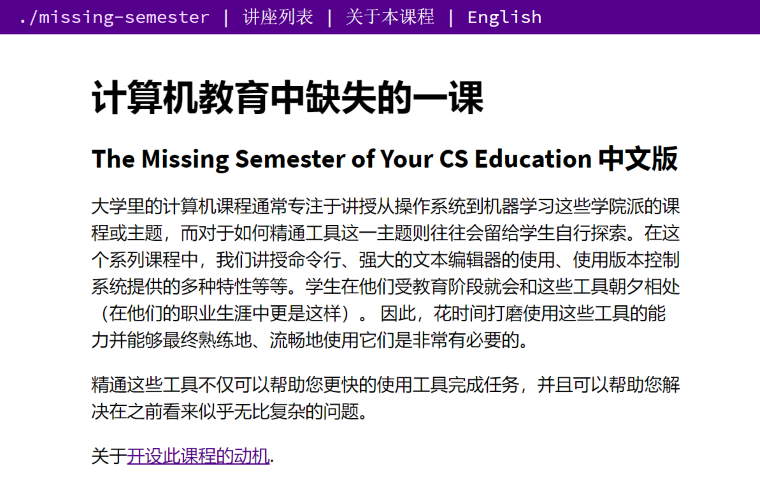 ./missing-semester | 讲座列表 | 关于本课程 | English
计算机教育中缺失的一课
The Missing Semester of Your CS Education 中文版
大学里的计算机课程通常专注于讲授从操作系统到机器学习这些学院派的课
程或主题，而对于如何精通工具这一主题则往往会留给学生自行探索。在这
个系列课程中，我们讲授命令行、强大的文本编辑器的使用、使用版本控制
系统提供的多种特性等等。学生在他们受教育阶段就会和这些工具朝夕相处
（在他们的职业生涯中更是这样）。 因此，花时间打磨使用这些工具的能
力并能够最终熟练地、流畅地使用它们是非常有必要的。
精通这些工具不仅可以帮助您更快的使用工具完成任务，并且可以帮助您解
决在之前看来似乎无比复杂的问题。
关于开设此课程的动机.